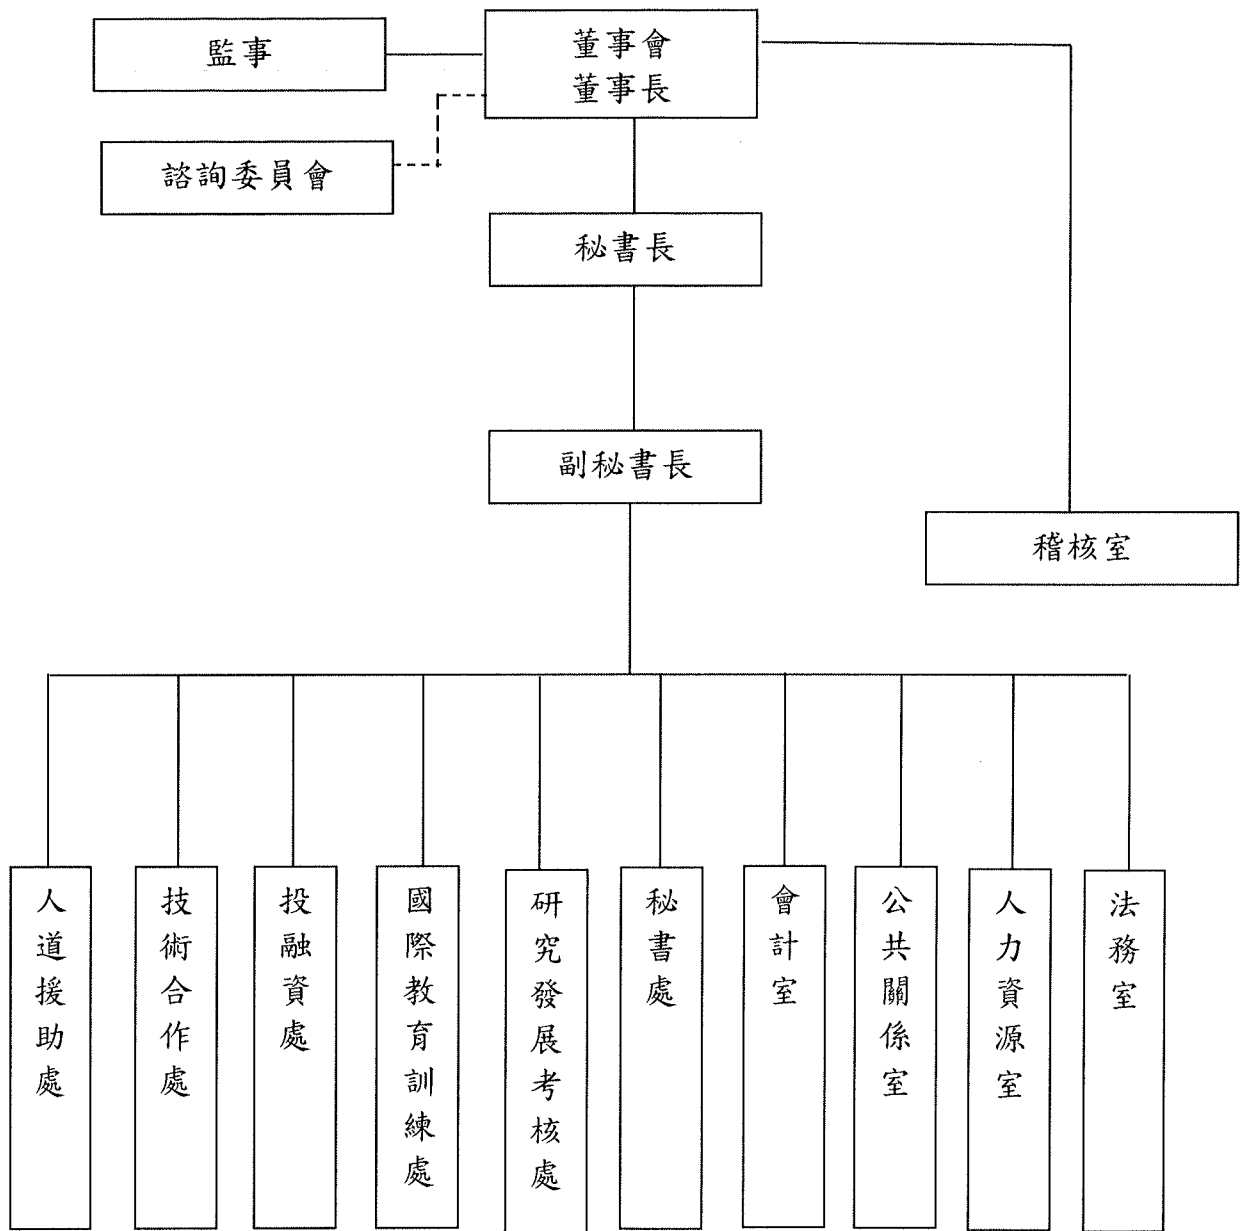 監事
董事會
董事長
諮詢委員會
秘書長
副秘書長
稽核室
人道援助處
技術合作處
投融資處
國際教育訓練處
研究發展考核處
秘書處
會計室
公共關係室
人力資源室
法務室